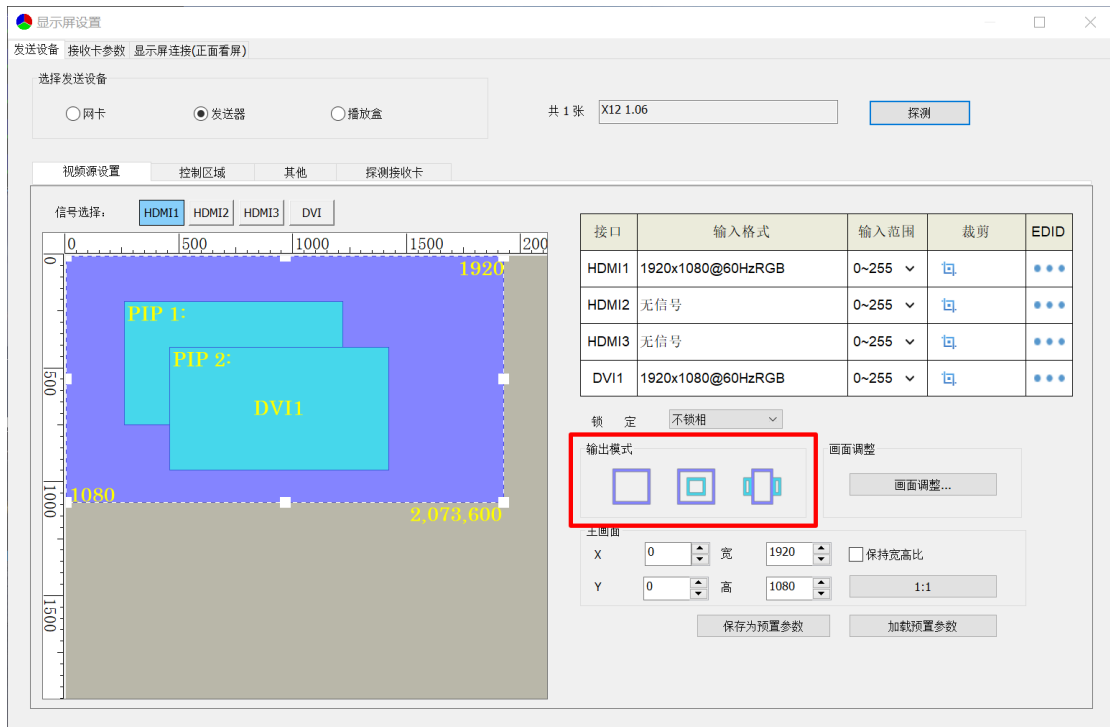 显示屏设置
发送设备 接收卡参数 显示屏连接(正面看屏)
选择发送设备
网卡 发送器 播放盒
共 1 张 X12 1.06 探测
视频源设置 控制区域 其他 探测接收卡
信号选择: HDMI1 HDMI2 HDMI3 DVI
0 500 1000 1500 200
0
500
1000
1500
1920
PIP 1:
PIP 2:
DVI1
1080
2,073,600
接口 输入格式 输入范围 裁剪 EDID
HDMI1 1920x1080@60HzRGB 0~255
HDMI2 无信号 0~255
HDMI3 无信号 0~255
DVI1 1920x1080@60HzRGB 0~255
锁 定 不锁相
输出模式 画面调整
画面调整...
主画面
X 0 宽 1920 保持宽高比
Y 0 高 1080 1:1
保存为预置参数 加载预置参数